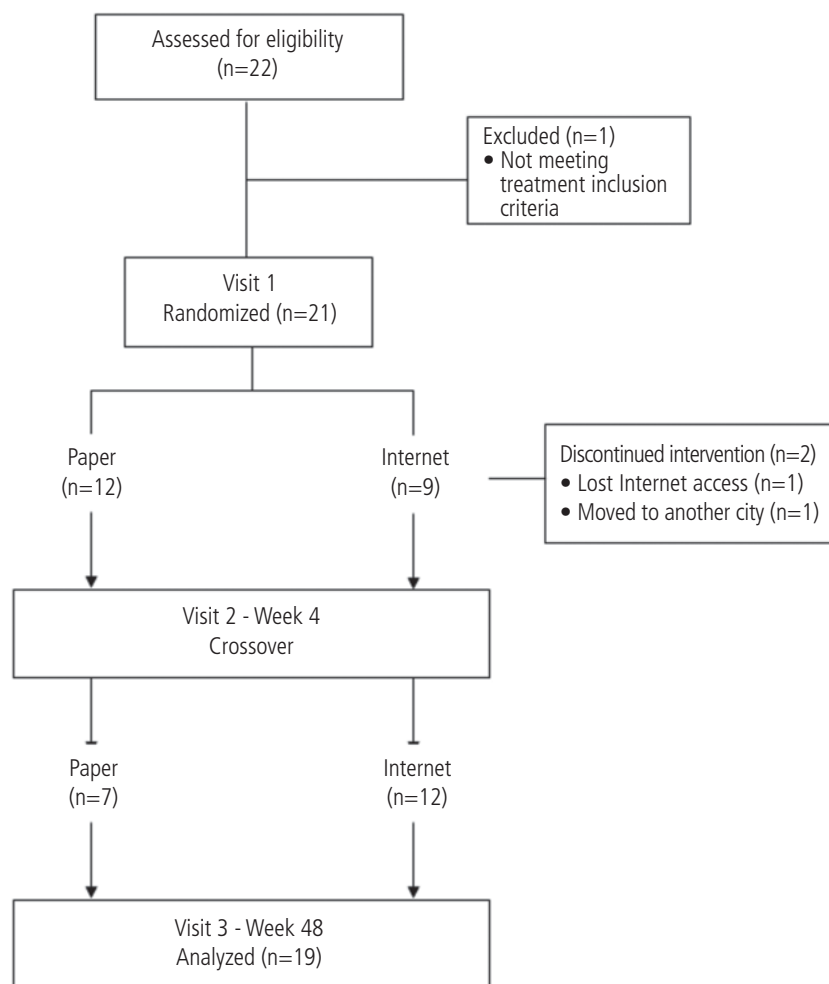 Assessed for eligibility
(n=22)
Excluded (n=1)
• Not meeting
treatment inclusion
criteria
Visit 1
Randomized (n=21)
Paper
(n=12)
Internet
(n=9)
Discontinued intervention (n=2)
• Lost Internet access (n=1)
• Moved to another city (n=1)
Visit 2 - Week 4
Crossover
Paper
(n=7)
Internet
(n=12)
Visit 3 - Week 48
Analyzed (n=19)